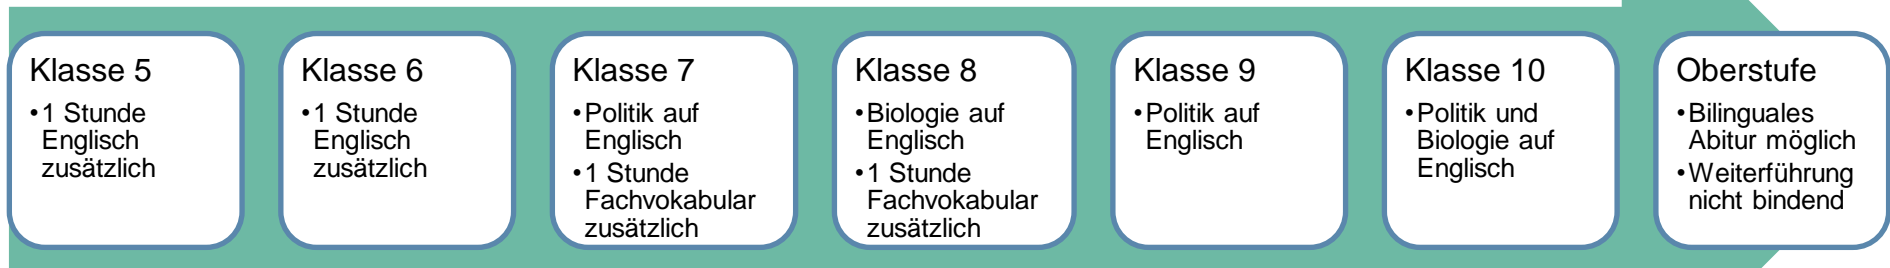 Klasse 5
•1 Stunde
Englisch
zusätzlich
Klasse 6
•1 Stunde
Englisch
zusätzlich
Klasse 7
•Politik auf
Englisch
•1 Stunde
Fachvokabular
zusätzlich
Klasse 8
•Biologie auf
Englisch
•1 Stunde
Fachvokabular
zusätzlich
Klasse 9
•Politik auf
Englisch
Klasse 10
•Politik und
Biologie auf
Englisch
Oberstufe
•Bilinguales
Abitur möglich
•Weiterführung
nicht bindend